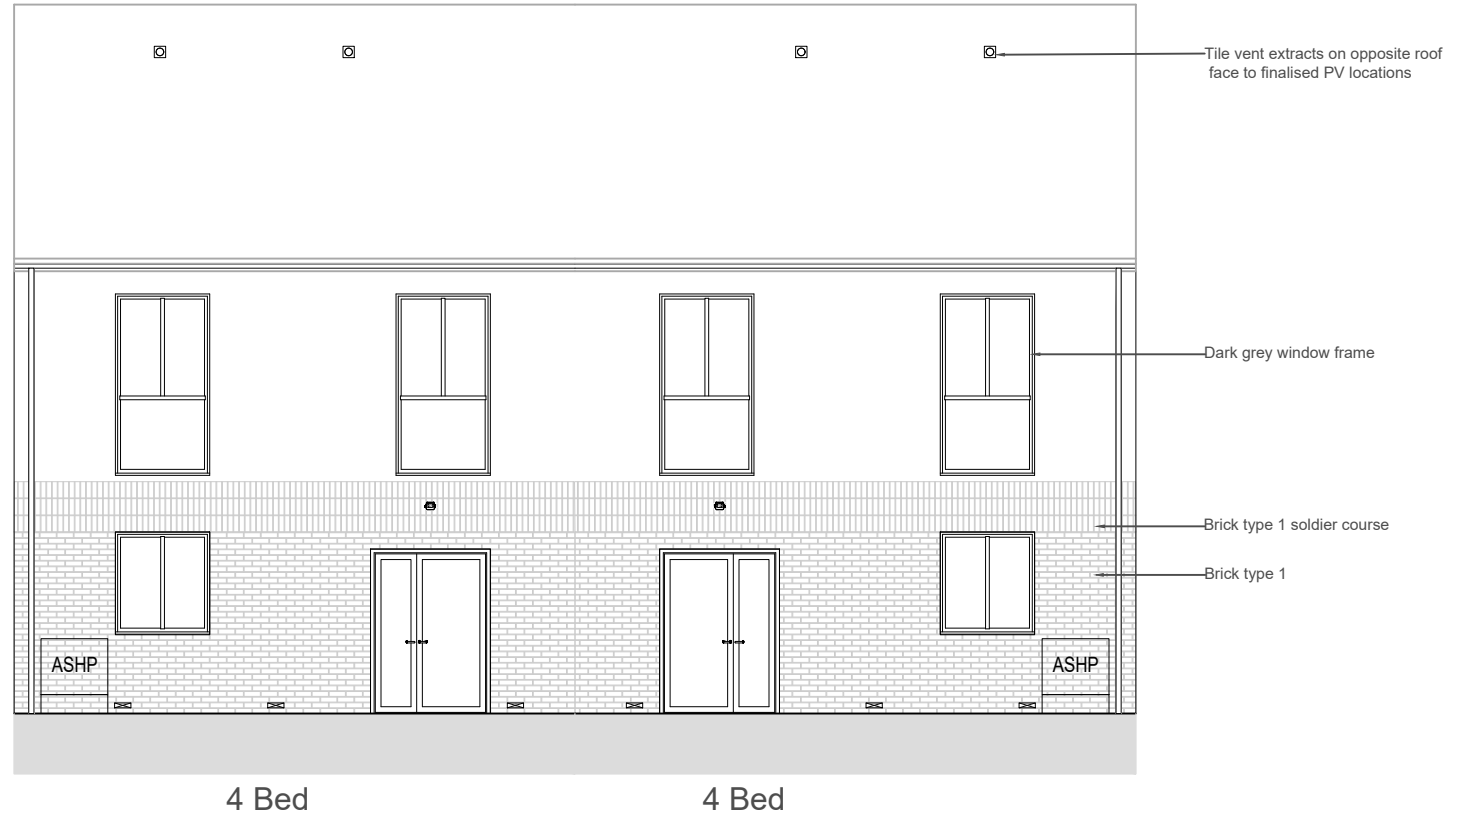 Tile vent extracts on opposite roof
face to finalised PV locations
Dark grey window frame
Brick type 1 soldier course
Brick type 1
ASHP
ASHP
4 Bed
4 Bed